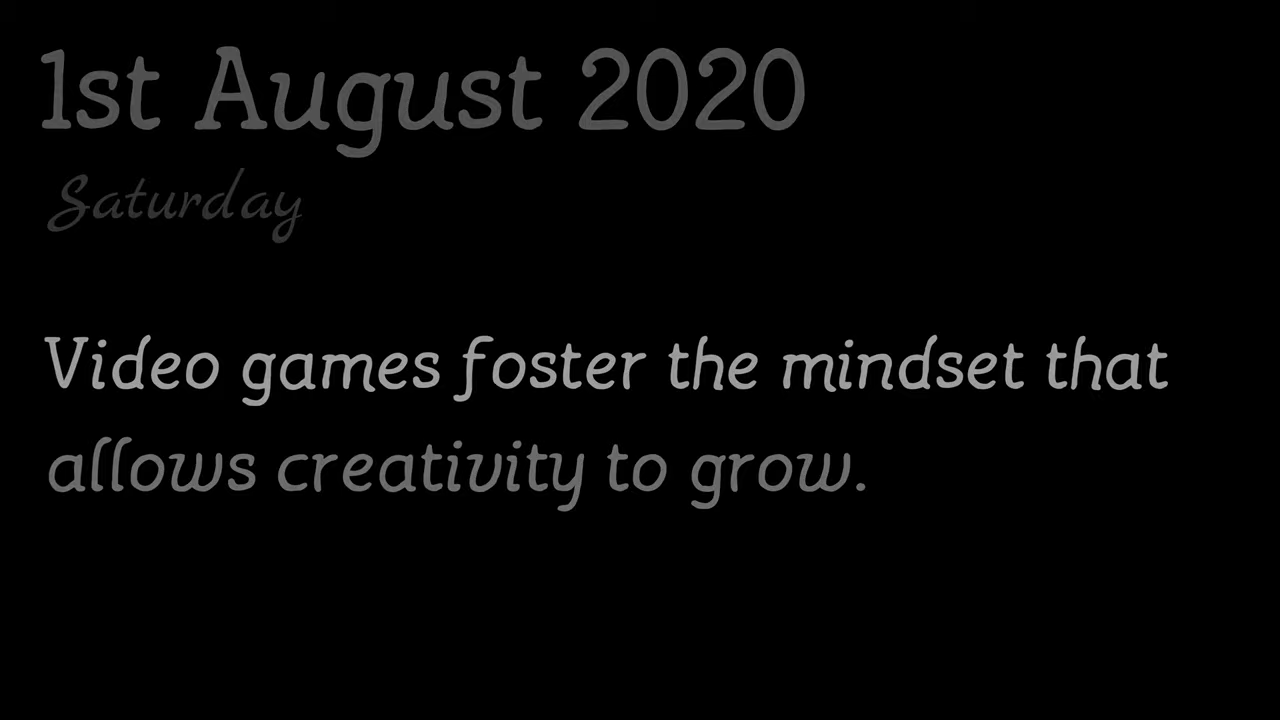 1st August 2020
Saturday
Video games foster the mindset that
allows creativity to grow.